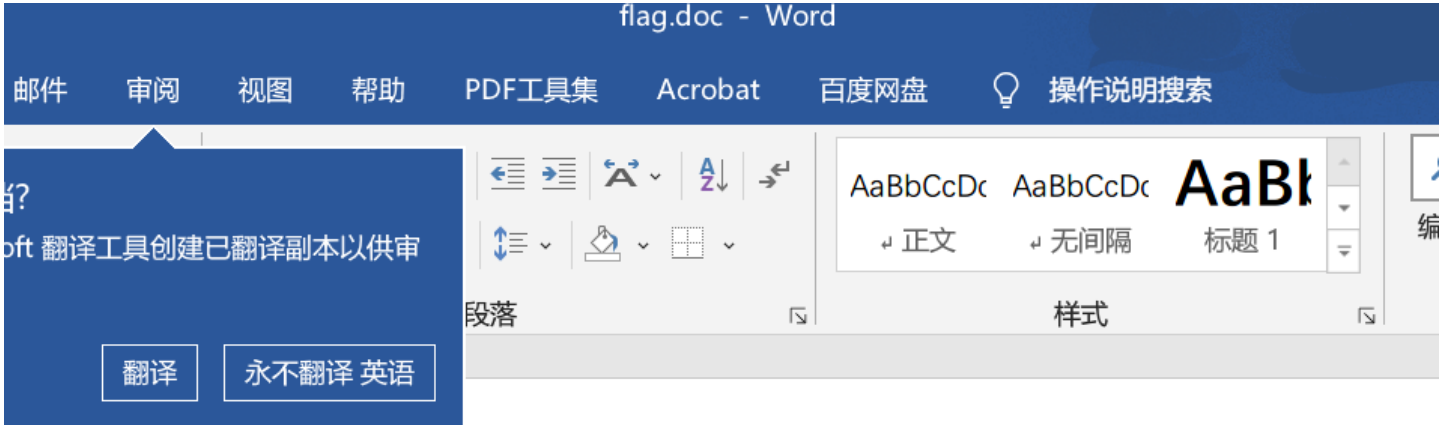 flag.doc - Word
邮件 审阅 视图 帮助 PDF工具集 Acrobat 百度网盘 操作说明搜索
?
oft 翻译工具创建已翻译副本以供审
翻译 永不翻译 英语
段落
AaBbCcDc AaBbCcDc AaBb
↵ 正文 ↵ 无间隔 标题 1
样式
编